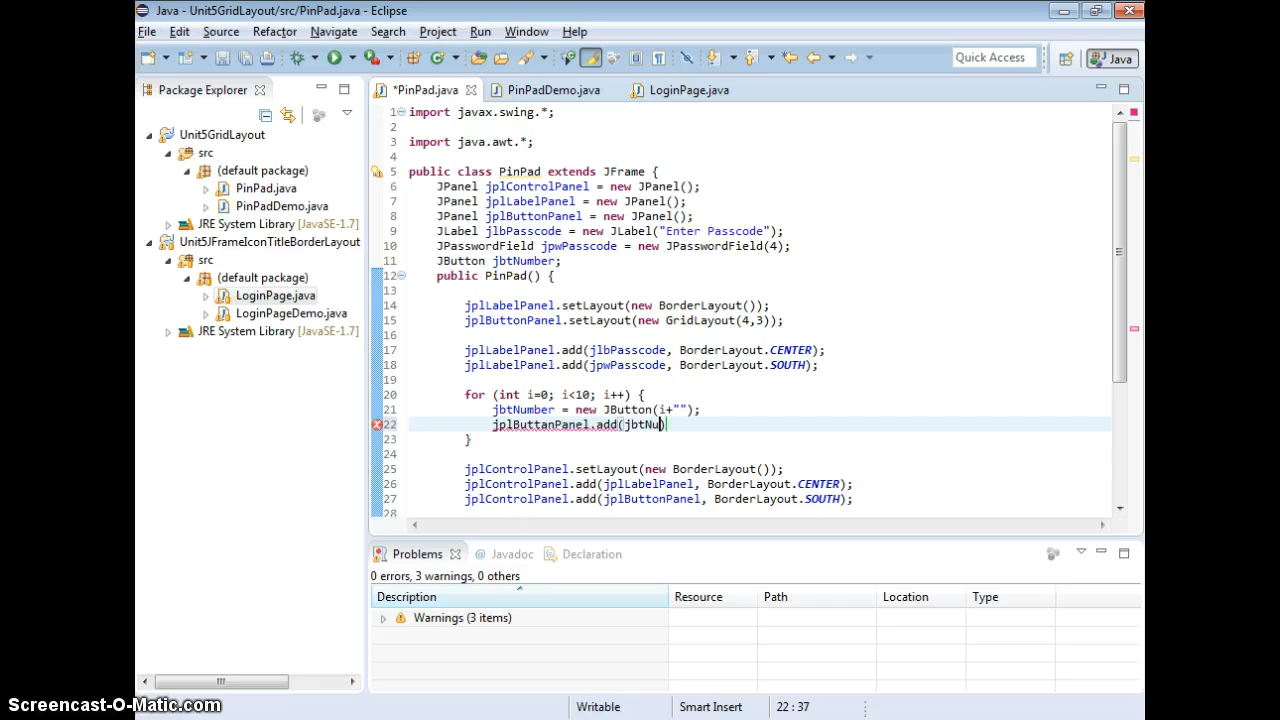 Java - Unit5GridLayout/src/PinPad.java - Eclipse
File Edit Source Refactor Navigate Search Project Run Window Help
Quick Access
Java
Package Explorer
*PinPad.java PinPadDemo.java LoginPage.java
Unit5GridLayout
src
(default package)
PinPad.java
PinPadDemo.java
JRE System Library [JavaSE-1.7]
Unit5JFrameIconTitleBorderLayout
src
(default package)
LoginPage.java
LoginPageDemo.java
JRE System Library [JavaSE-1.7]
1 import javax.swing.*;
2
3 import java.awt.*;
4
5 public class PinPad extends JFrame {
6 JPanel jplControlPanel = new JPanel();
7 JPanel jplLabelPanel = new JPanel();
8 JPanel jplButtonPanel = new JPanel();
9 JLabel jlbPasscode = new JLabel("Enter Passcode");
10 JPasswordField jpwPasscode = new JPasswordField(4);
11 JButton jbtNumber;
12 public PinPad() {
13
14 jplLabelPanel.setLayout(new BorderLayout());
15 jplButtonPanel.setLayout(new GridLayout(4,3));
16
17 jplLabelPanel.add(jlbPasscode, BorderLayout.CENTER);
18 jplLabelPanel.add(jpwPasscode, BorderLayout.SOUTH);
19
20 for (int i=0; i<10; i++) {
21 jbtNumber = new JButton(i+"");
22 jplButtanPanel.add(jbtNu)
23 }
24
25 jplControlPanel.setLayout(new BorderLayout());
26 jplControlPanel.add(jplLabelPanel, BorderLayout.CENTER);
27 jplControlPanel.add(jplButtonPanel, BorderLayout.SOUTH);
28
Problems Javadoc Declaration
0 errors, 3 warnings, 0 others
Description Resource Path Location Type
Warnings (3 items)
Writable Smart Insert 22 : 37
Screencast-O-Matic.com